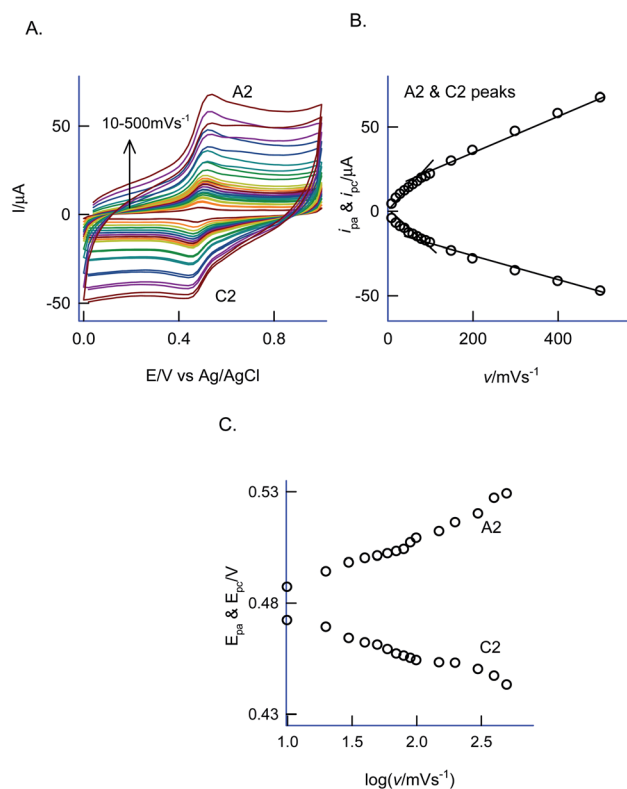 A.
A2
10-500mVs⁻¹
50
0
-50
I/µA
C2
0.0 0.4 0.8
E/V vs Ag/AgCl
B.
A2 & C2 peaks
50
0
-50
iₚₐ & iₚ꜀/µA
0 200 400
v/mVs⁻¹
C.
0.53
0.48
0.43
Eₚₐ & Eₚ꜀/V
A2
C2
1.0 1.5 2.0 2.5
log(v/mVs⁻¹)